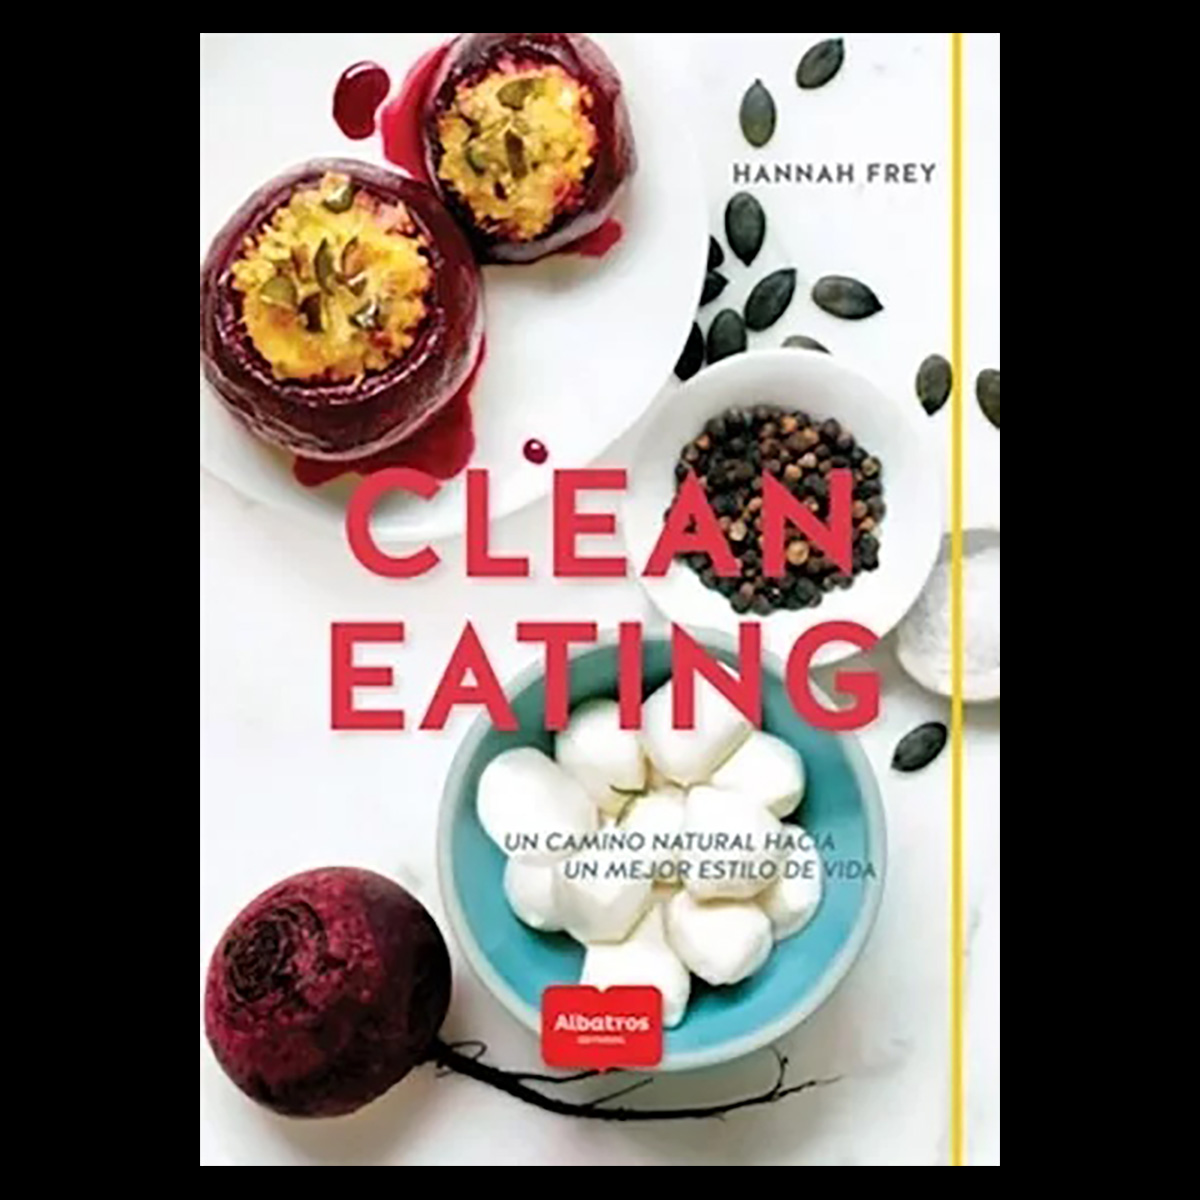 HANNAH FREY
CLEAN
EATING
UN CAMINO NATURAL HACIA
UN MEJOR ESTILO DE VIDA
Albatros